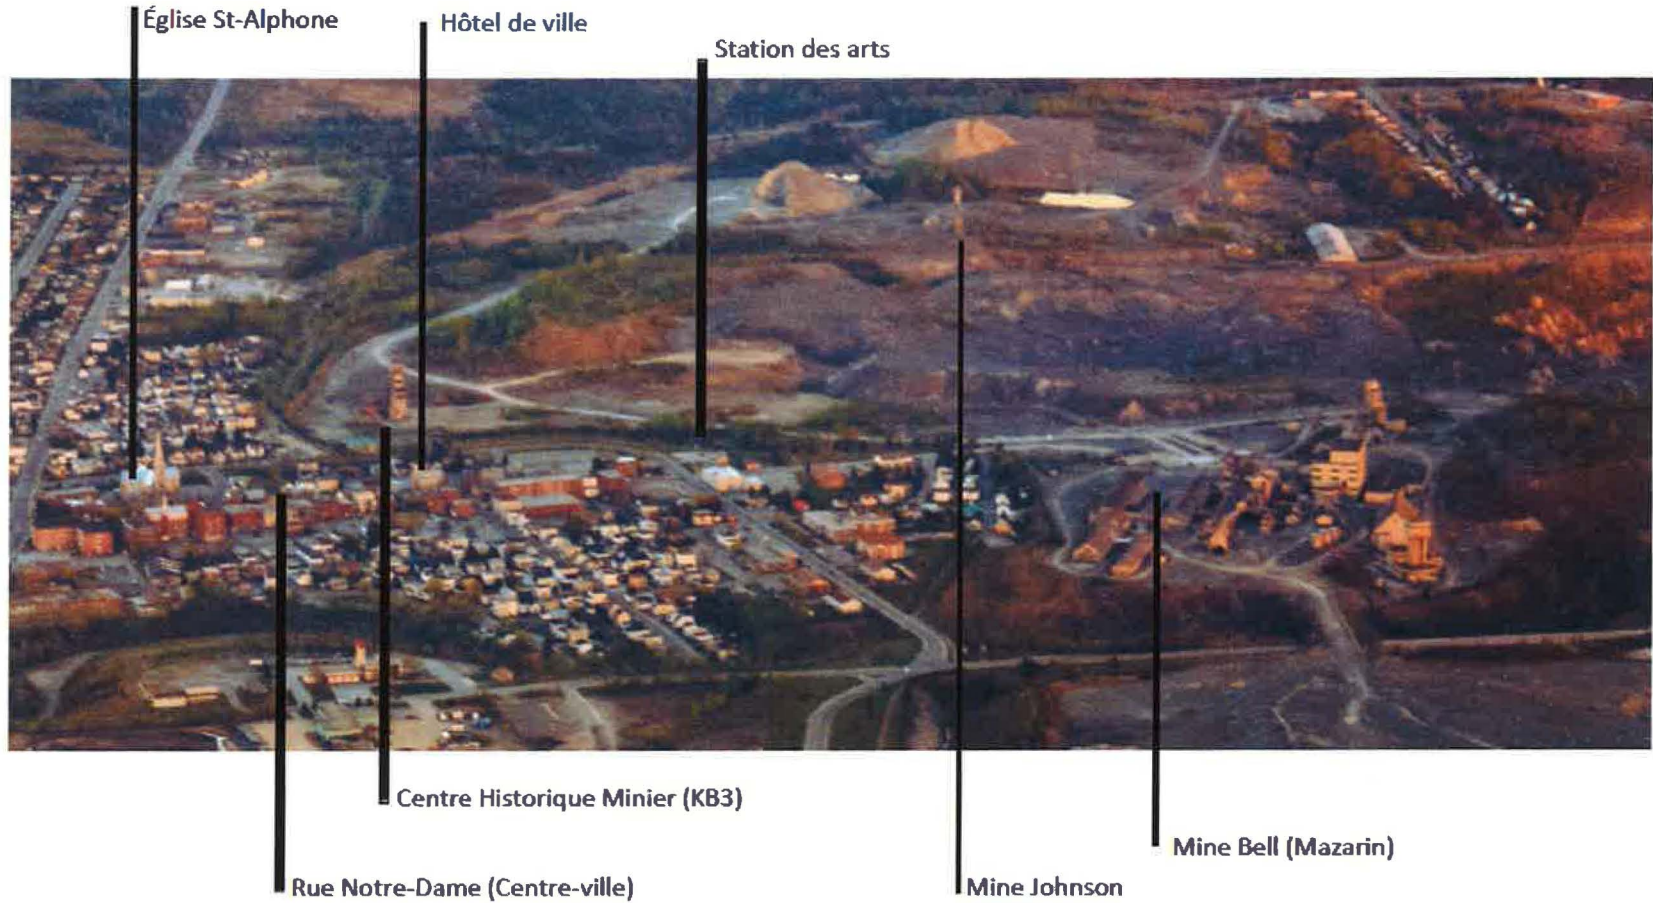 Église St-Alphone
Hôtel de ville
Station des arts
Centre Historique Minier (KB3)
Mine Bell (Mazarin)
Rue Notre-Dame (Centre-ville)
Mine Johnson